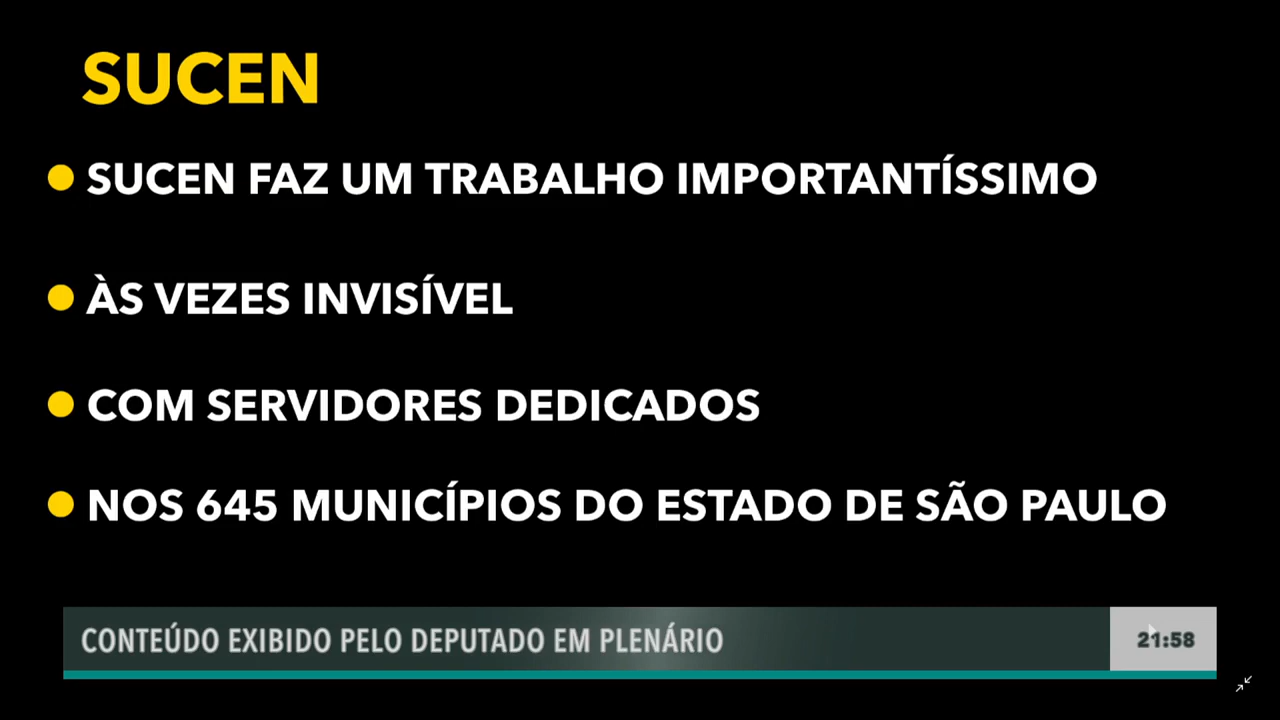 SUCEN
SUCEN FAZ UM TRABALHO IMPORTANTÍSSIMO
ÀS VEZES INVISÍVEL
COM SERVIDORES DEDICADOS
NOS 645 MUNICÍPIOS DO ESTADO DE SÃO PAULO
CONTEÚDO EXIBIDO PELO DEPUTADO EM PLENÁRIO
21:58